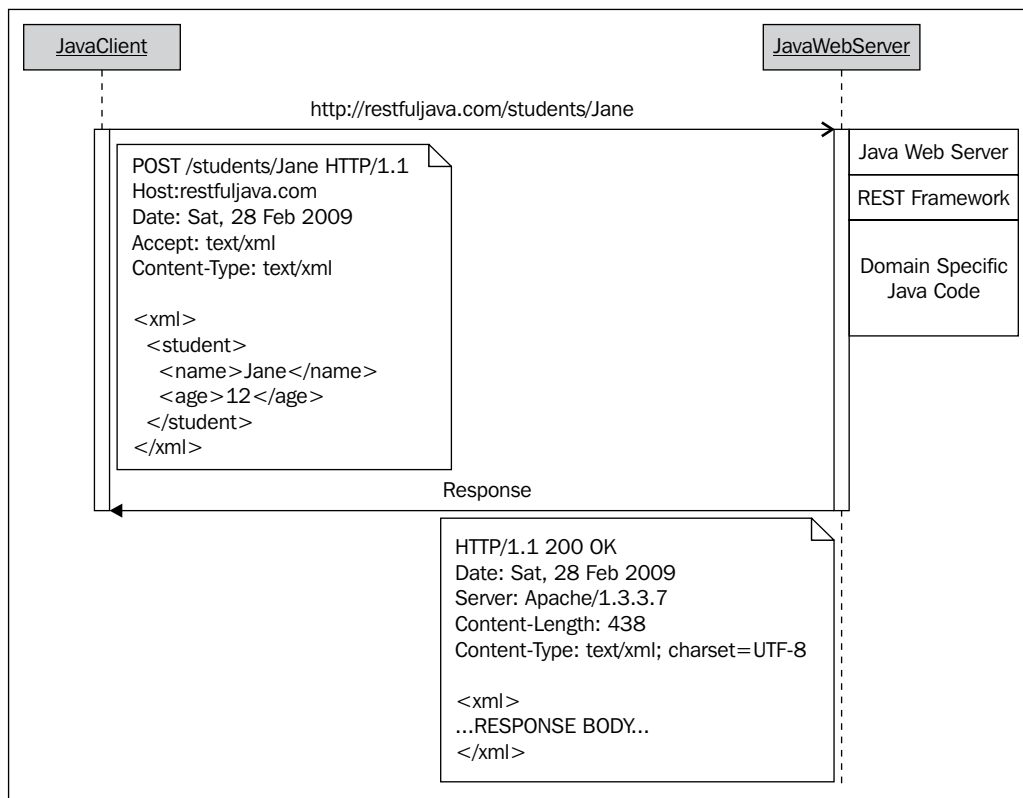 JavaClient
JavaWebServer
http://restfuljava.com/students/Jane
POST /students/Jane HTTP/1.1
Host:restfuljava.com
Date: Sat, 28 Feb 2009
Accept: text/xml
Content-Type: text/xml
<xml>
<student>
<name>Jane</name>
<age>12</age>
</student>
</xml>
Java Web Server
REST Framework
Domain Specific
Java Code
Response
HTTP/1.1 200 OK
Date: Sat, 28 Feb 2009
Server: Apache/1.3.3.7
Content-Length: 438
Content-Type: text/xml; charset=UTF-8
<xml>
...RESPONSE BODY...
</xml>